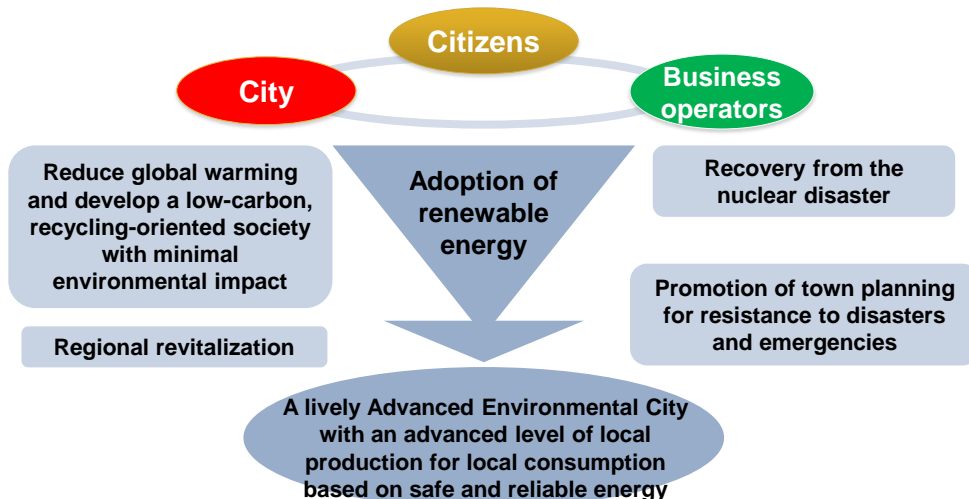 Citizens
City
Business
operators
Reduce global warming
and develop a low-carbon,
recycling-oriented society
with minimal
environmental impact
Adoption of
renewable
energy
Recovery from the
nuclear disaster
Regional revitalization
Promotion of town planning
for resistance to disasters
and emergencies
A lively Advanced Environmental City
with an advanced level of local
production for local consumption
based on safe and reliable energy